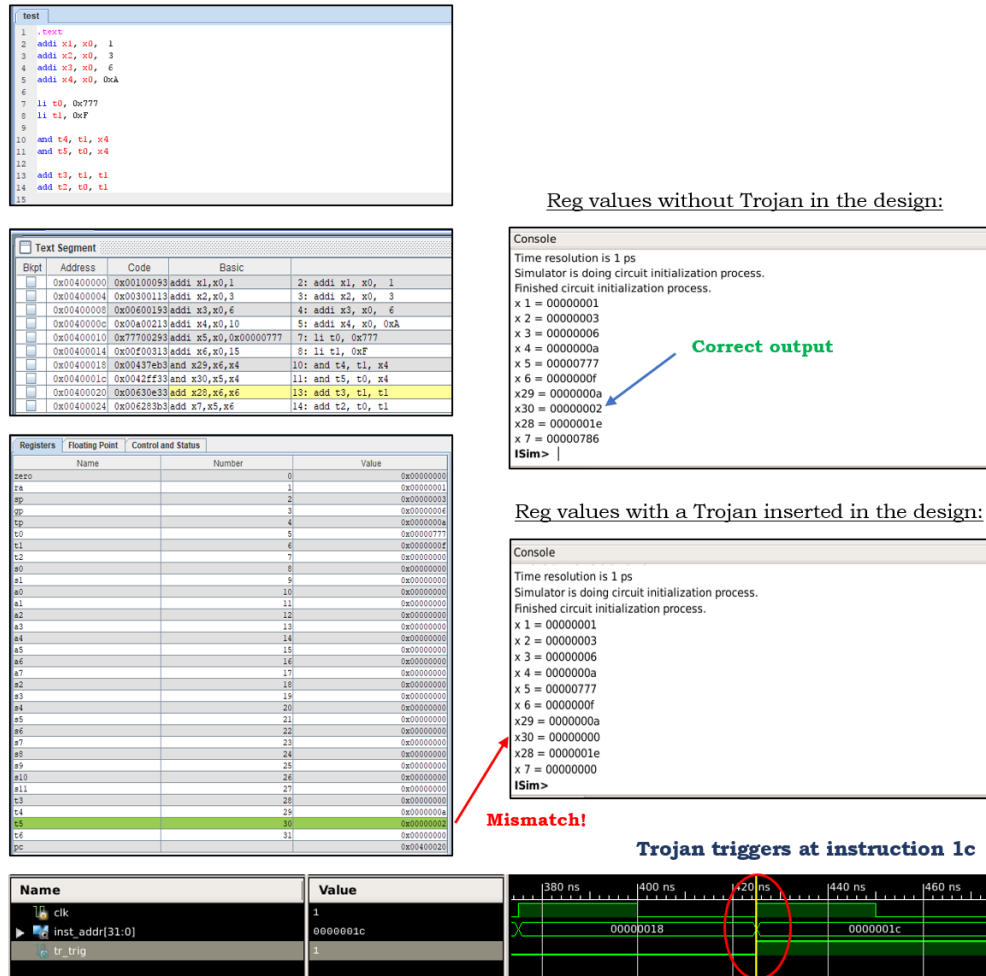 test
1 .text
2 addi x1, x0, 1
3 addi x2, x0, 3
4 addi x3, x0, 6
5 addi x4, x0, 0xA
6
7 li t0, 0x777
8 li t1, 0xF
9
10 and t4, t1, x4
11 and t5, t0, x4
12
13 add t3, t1, t1
14 add t2, t0, t1
15
Text Segment
Bkpt Address Code Basic
0x00400000 0x00100093 addi x1,x0,1 2: addi x1, x0, 1
0x00400004 0x00300113 addi x2,x0,3 3: addi x2, x0, 3
0x00400008 0x00600193 addi x3,x0,6 4: addi x3, x0, 6
0x0040000c 0x00a00213 addi x4,x0,10 5: addi x4, x0, 0xA
0x00400010 0x77700293 addi x5,x0,0x00000777 7: li t0, 0x777
0x00400014 0x00f00313 addi x6,x0,15 8: li t1, 0xF
0x00400018 0x00437eb3 and x29,x6,x4 10: and t4, t1, x4
0x0040001c 0x0042ff33 and x30,x5,x4 11: and t5, t0, x4
0x00400020 0x00630e33 add x28,x6,x6 13: add t3, t1, t1
0x00400024 0x006283b3 add x7,x5,x6 14: add t2, t0, t1
Registers Floating Point Control and Status
Name Number Value
zero 0 0x00000000
ra 1 0x00000001
sp 2 0x00000003
gp 3 0x00000006
tp 4 0x0000000a
t0 5 0x00000777
t1 6 0x0000000f
t2 7 0x00000000
s0 8 0x00000000
s1 9 0x00000000
a0 10 0x00000000
a1 11 0x00000000
a2 12 0x00000000
a3 13 0x00000000
a4 14 0x00000000
a5 15 0x00000000
a6 16 0x00000000
a7 17 0x00000000
s2 18 0x00000000
s3 19 0x00000000
s4 20 0x00000000
s5 21 0x00000000
s6 22 0x00000000
s7 23 0x00000000
s8 24 0x00000000
s9 25 0x00000000
s10 26 0x00000000
s11 27 0x00000000
t3 28 0x00000000
t4 29 0x0000000a
t5 30 0x00000002
t6 31 0x00000000
pc 0x00400020
Reg values without Trojan in the design:
Console
Time resolution is 1 ps
Simulator is doing circuit initialization process.
Finished circuit initialization process.
x 1 = 00000001
x 2 = 00000003
x 3 = 00000006
x 4 = 0000000a
x 5 = 00000777
x 6 = 0000000f
x29 = 0000000a
x30 = 00000002
x28 = 0000001e
x 7 = 00000786
ISim>
Correct output
Reg values with a Trojan inserted in the design:
Console
Time resolution is 1 ps
Simulator is doing circuit initialization process.
Finished circuit initialization process.
x 1 = 00000001
x 2 = 00000003
x 3 = 00000006
x 4 = 0000000a
x 5 = 00000777
x 6 = 0000000f
x29 = 0000000a
x30 = 00000000
x28 = 0000001e
x 7 = 00000000
ISim>
Mismatch!
Trojan triggers at instruction 1c
Name Value 380 ns 400 ns 420 ns 440 ns 460 ns
clk 1
inst_addr[31:0] 0000001c 00000018 0000001c
tr_trig 1